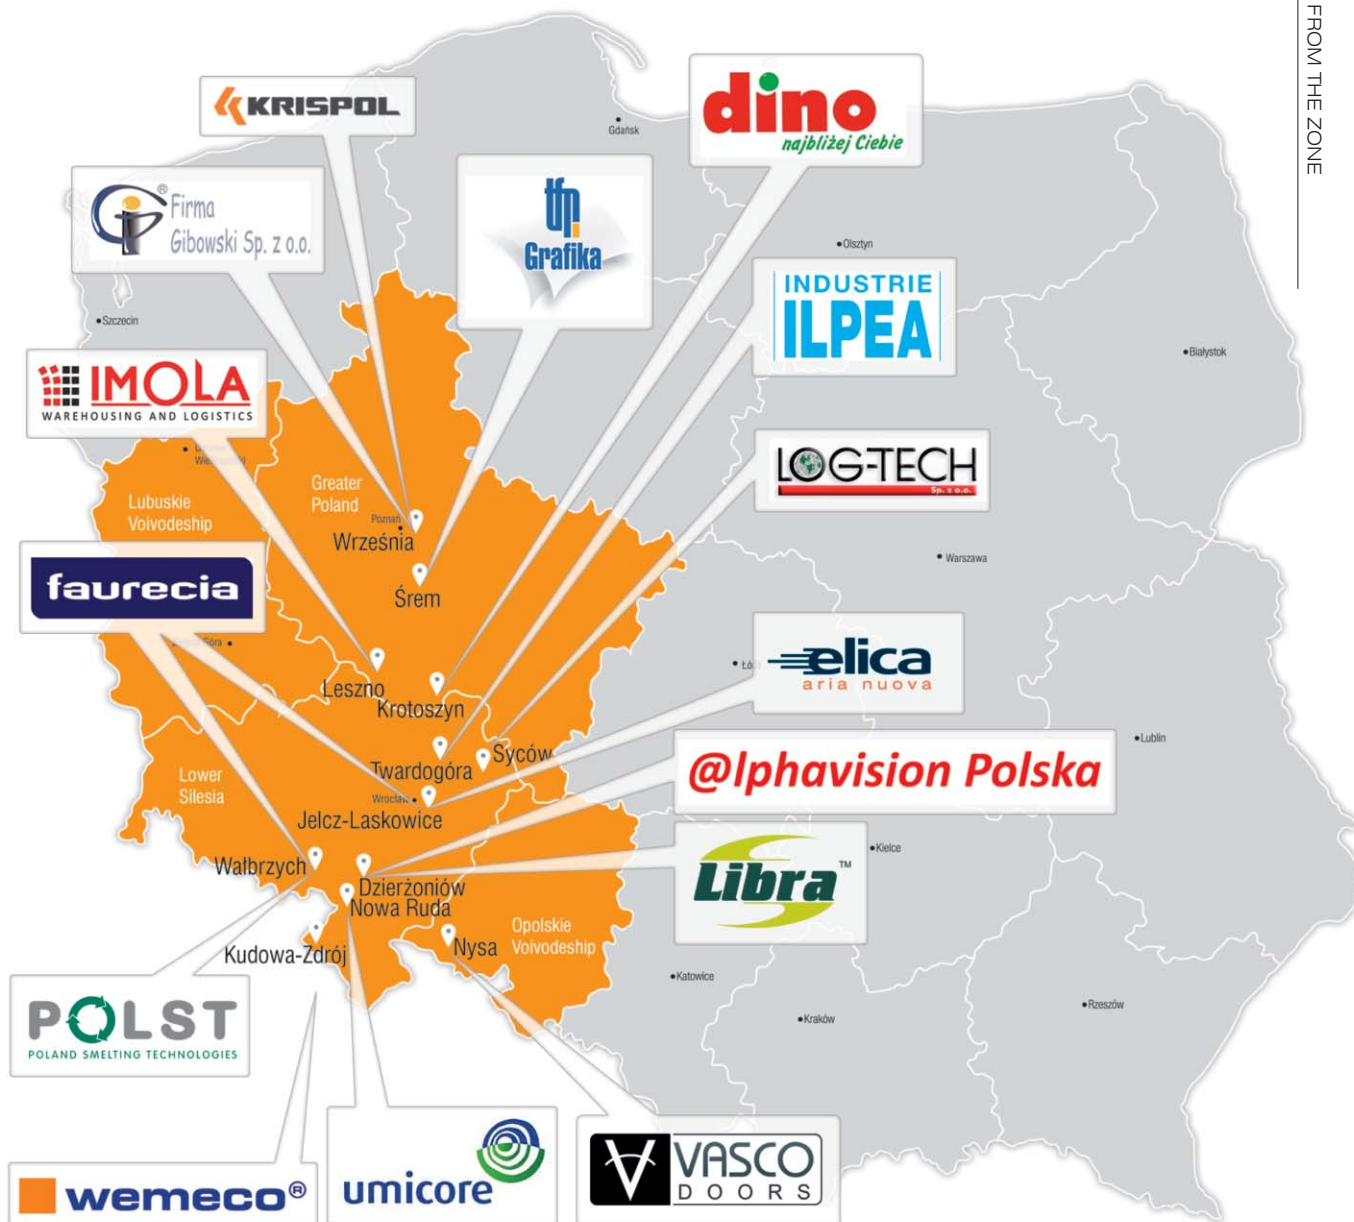 FROM THE ZONE
KRISPOL
dino
najbliżej Ciebie
Gdańsk
Firma
Gibowski Sp. z o.o.
®
tfp.
Grafika
Olsztyn
INDUSTRIE
ILPEA
Szczecin
Białystok
IMOLA
WAREHOUSING AND LOGISTICS
LOG-TECH
Sp. z o.o.
Greater
Poland
Lubuskie
Voivodeship
Poznań
Września
Warszawa
faurecia
Śrem
elica
aria nuova
Leszno
Krotoszyn
Syców
Twardogóra
Lublin
Lower
Silesia
Wrocław
Jelcz-Laskowice
@lphavision Polska
Libra™
Kielce
Wałbrzych
Dzierżoniów
Nowa Ruda
Opolskie
Voivodeship
Kudowa-Zdrój
Nysa
Katowice
Rzeszów
Kraków
POLST
POLAND SMELTING TECHNOLOGIES
wemeco®
umicore
VASCO
DOORS